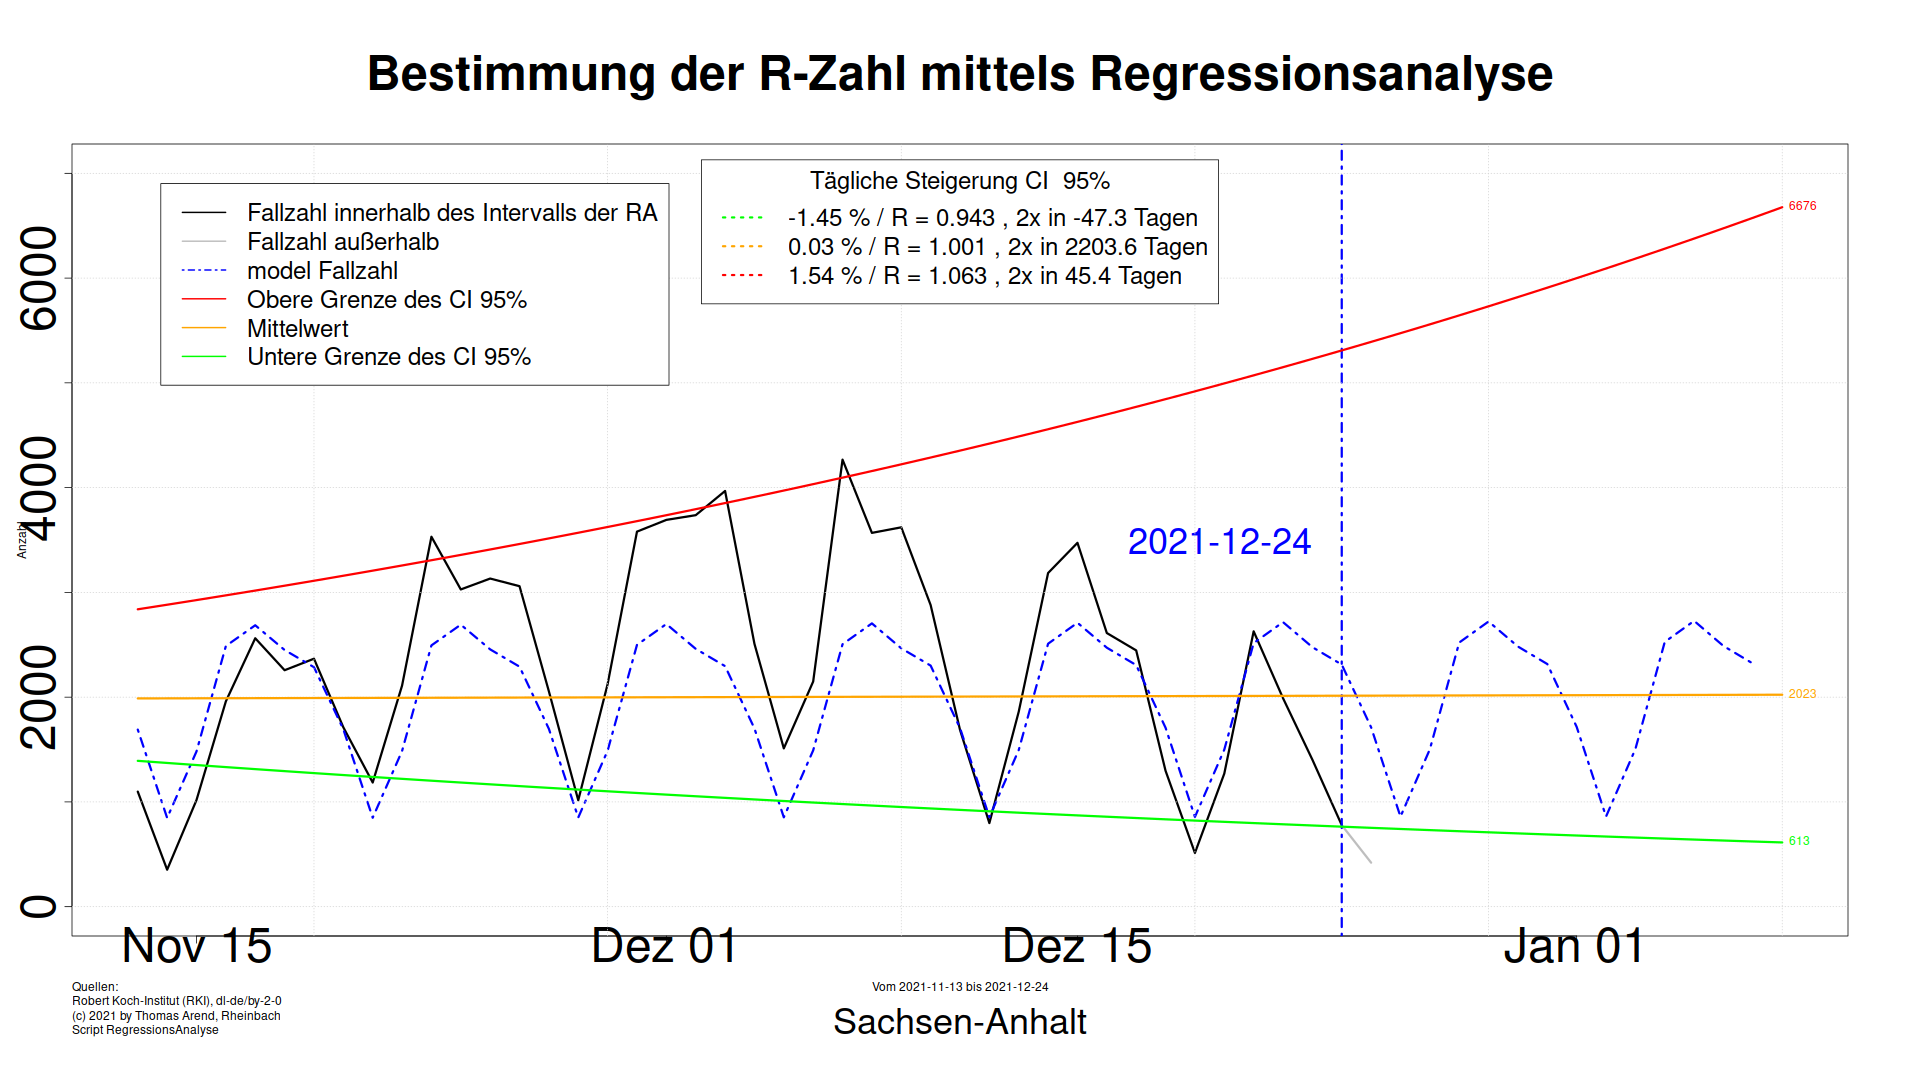 Bestimmung der R-Zahl mittels Regressionsanalyse
Fallzahl innerhalb des Intervalls der RA
Fallzahl außerhalb
model Fallzahl
Obere Grenze des CI 95%
Mittelwert
Untere Grenze des CI 95%
Tägliche Steigerung CI  95%
-1.45 % / R = 0.943 , 2x in -47.3 Tagen
0.03 % / R = 1.001 , 2x in 2203.6 Tagen
1.54 % / R = 1.063 , 2x in 45.4 Tagen
6676
2021-12-24
2023
613
6000
4000
2000
0
Anzahl
Nov 15
Dez 01
Dez 15
Jan 01
Quellen:
Robert Koch-Institut (RKI), dl-de/by-2-0
(c) 2021 by Thomas Arend, Rheinbach
Script RegressionsAnalyse
Vom 2021-11-13 bis 2021-12-24
Sachsen-Anhalt